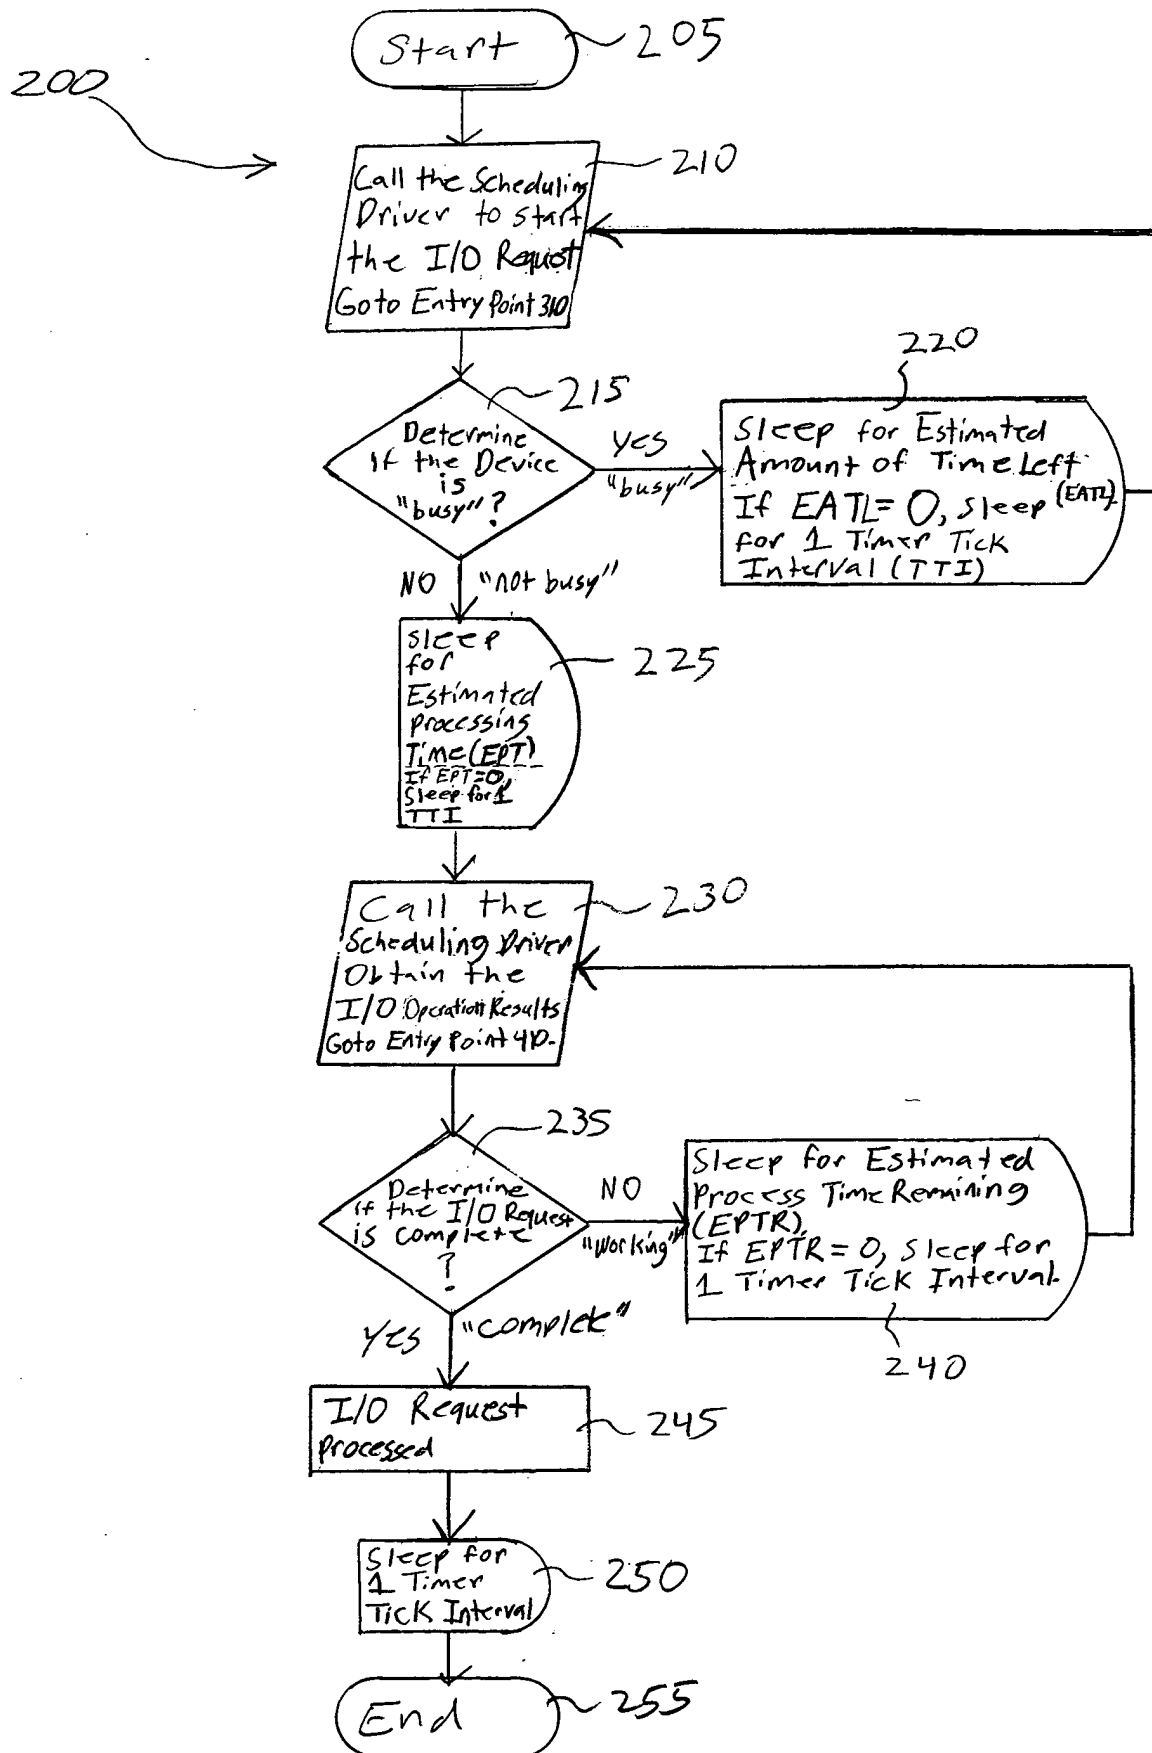 Start
205
200
210
Call the Scheduling
Driver to start
the I/O Request
Goto Entry Point 310
215
Determine
If the Device
is
"busy"?
Yes
"busy"
220
Sleep for Estimated
Amount of Time Left
(EATL).
If EATL = 0, sleep
for 1 Timer Tick
Interval (TTI)
NO
"not busy"
225
Sleep
for
Estimated
Processing
Time (EPT)
If EPT=0,
Sleep for 1
TTI
230
Call the
Scheduling Driver
Obtain the
I/O Operation Results
Goto Entry Point 410.
235
Determine
if the I/O Request
is complete
?
NO
"Working"
Sleep for Estimated
Process Time Remaining
(EPTR)
If EPTR = 0, Sleep for
1 Timer Tick Interval.
240
Yes
"complete"
I/O Request
Processed
245
Sleep for
1 Timer
Tick Interval
250
End
255